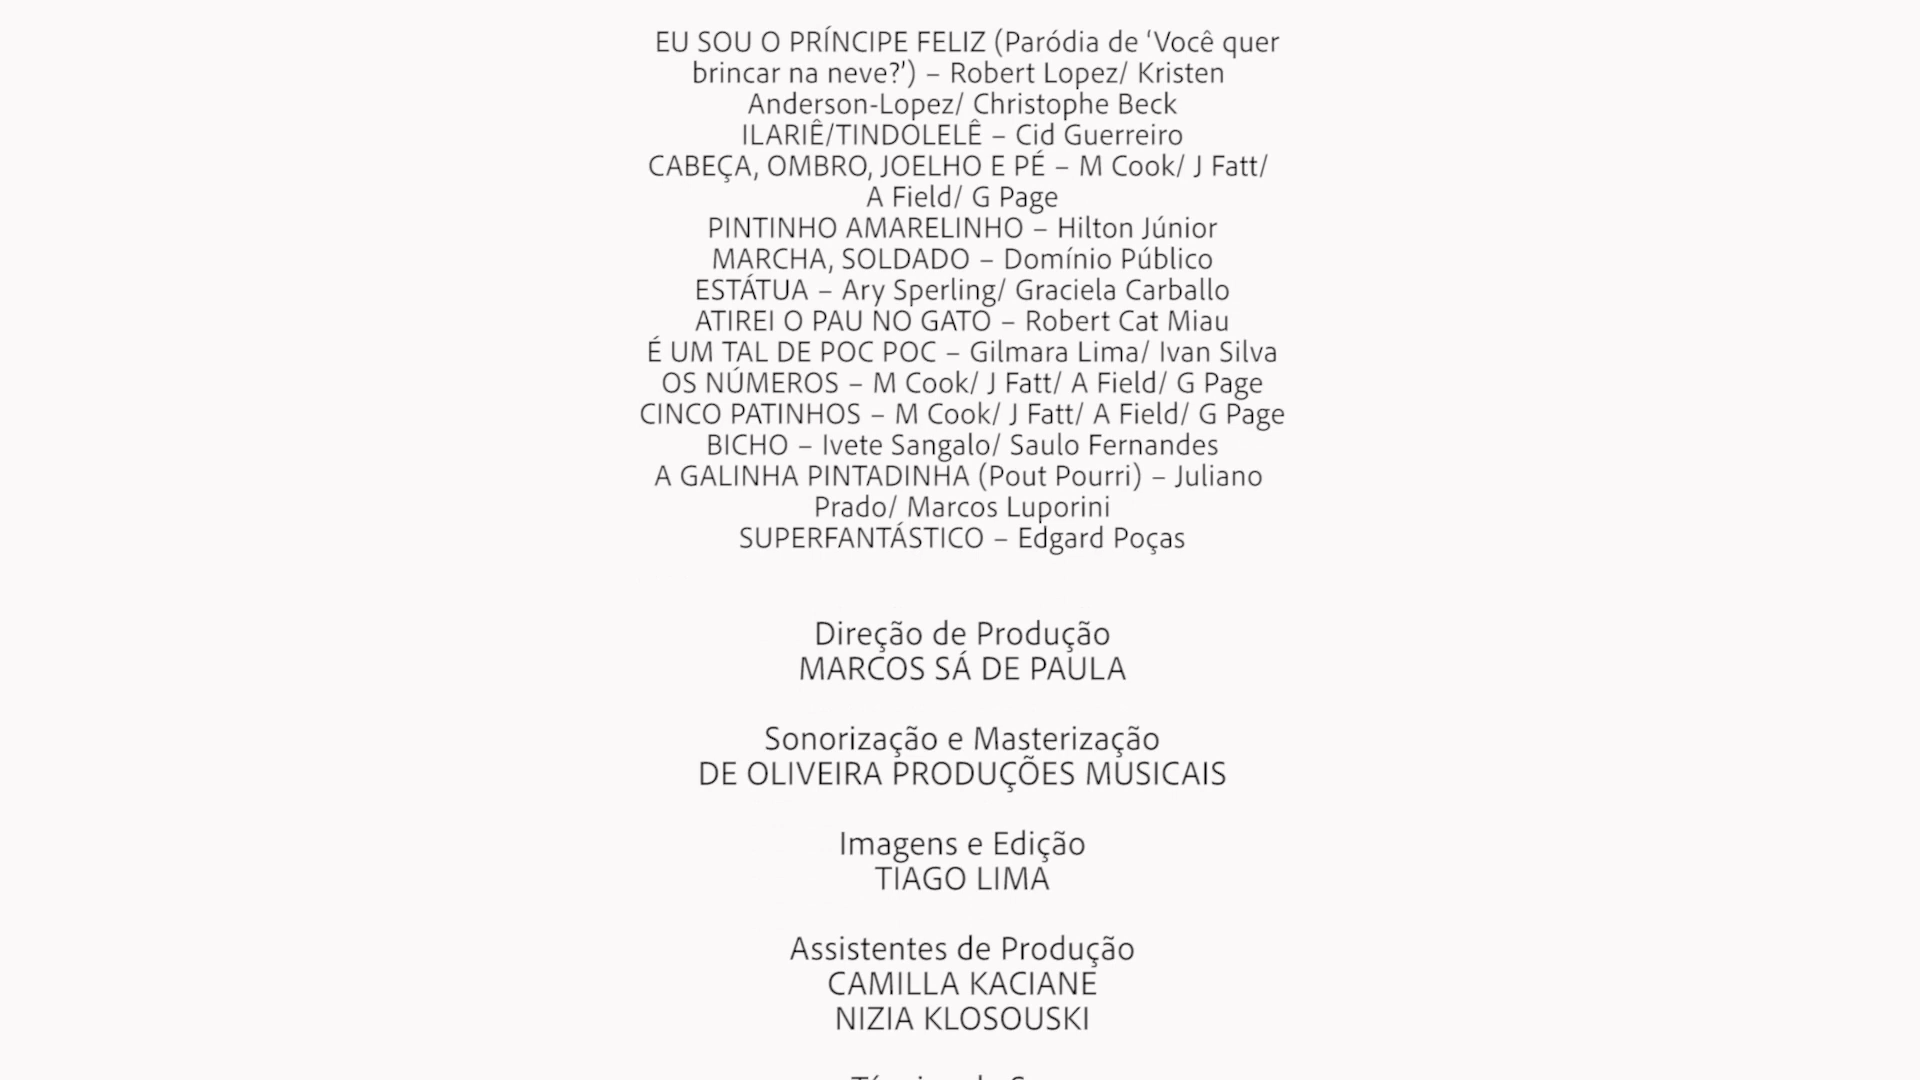 EU SOU O PRÍNCIPE FELIZ (Paródia de ‘Você quer
brincar na neve?’) – Robert Lopez/ Kristen
Anderson-Lopez/ Christophe Beck
ILARIÊ/TINDOLELÊ – Cid Guerreiro
CABEÇA, OMBRO, JOELHO E PÉ – M Cook/ J Fatt/
A Field/ G Page
PINTINHO AMARELINHO – Hilton Júnior
MARCHA, SOLDADO – Domínio Público
ESTÁTUA – Ary Sperling/ Graciela Carballo
ATIREI O PAU NO GATO – Robert Cat Miau
É UM TAL DE POC POC – Gilmara Lima/ Ivan Silva
OS NÚMEROS – M Cook/ J Fatt/ A Field/ G Page
CINCO PATINHOS – M Cook/ J Fatt/ A Field/ G Page
BICHO – Ivete Sangalo/ Saulo Fernandes
A GALINHA PINTADINHA (Pout Pourri) – Juliano
Prado/ Marcos Luporini
SUPERFANTÁSTICO – Edgard Poças
Direção de Produção
MARCOS SÁ DE PAULA
Sonorização e Masterização
DE OLIVEIRA PRODUÇÕES MUSICAIS
Imagens e Edição
TIAGO LIMA
Assistentes de Produção
CAMILLA KACIANE
NIZIA KLOSOUSKI